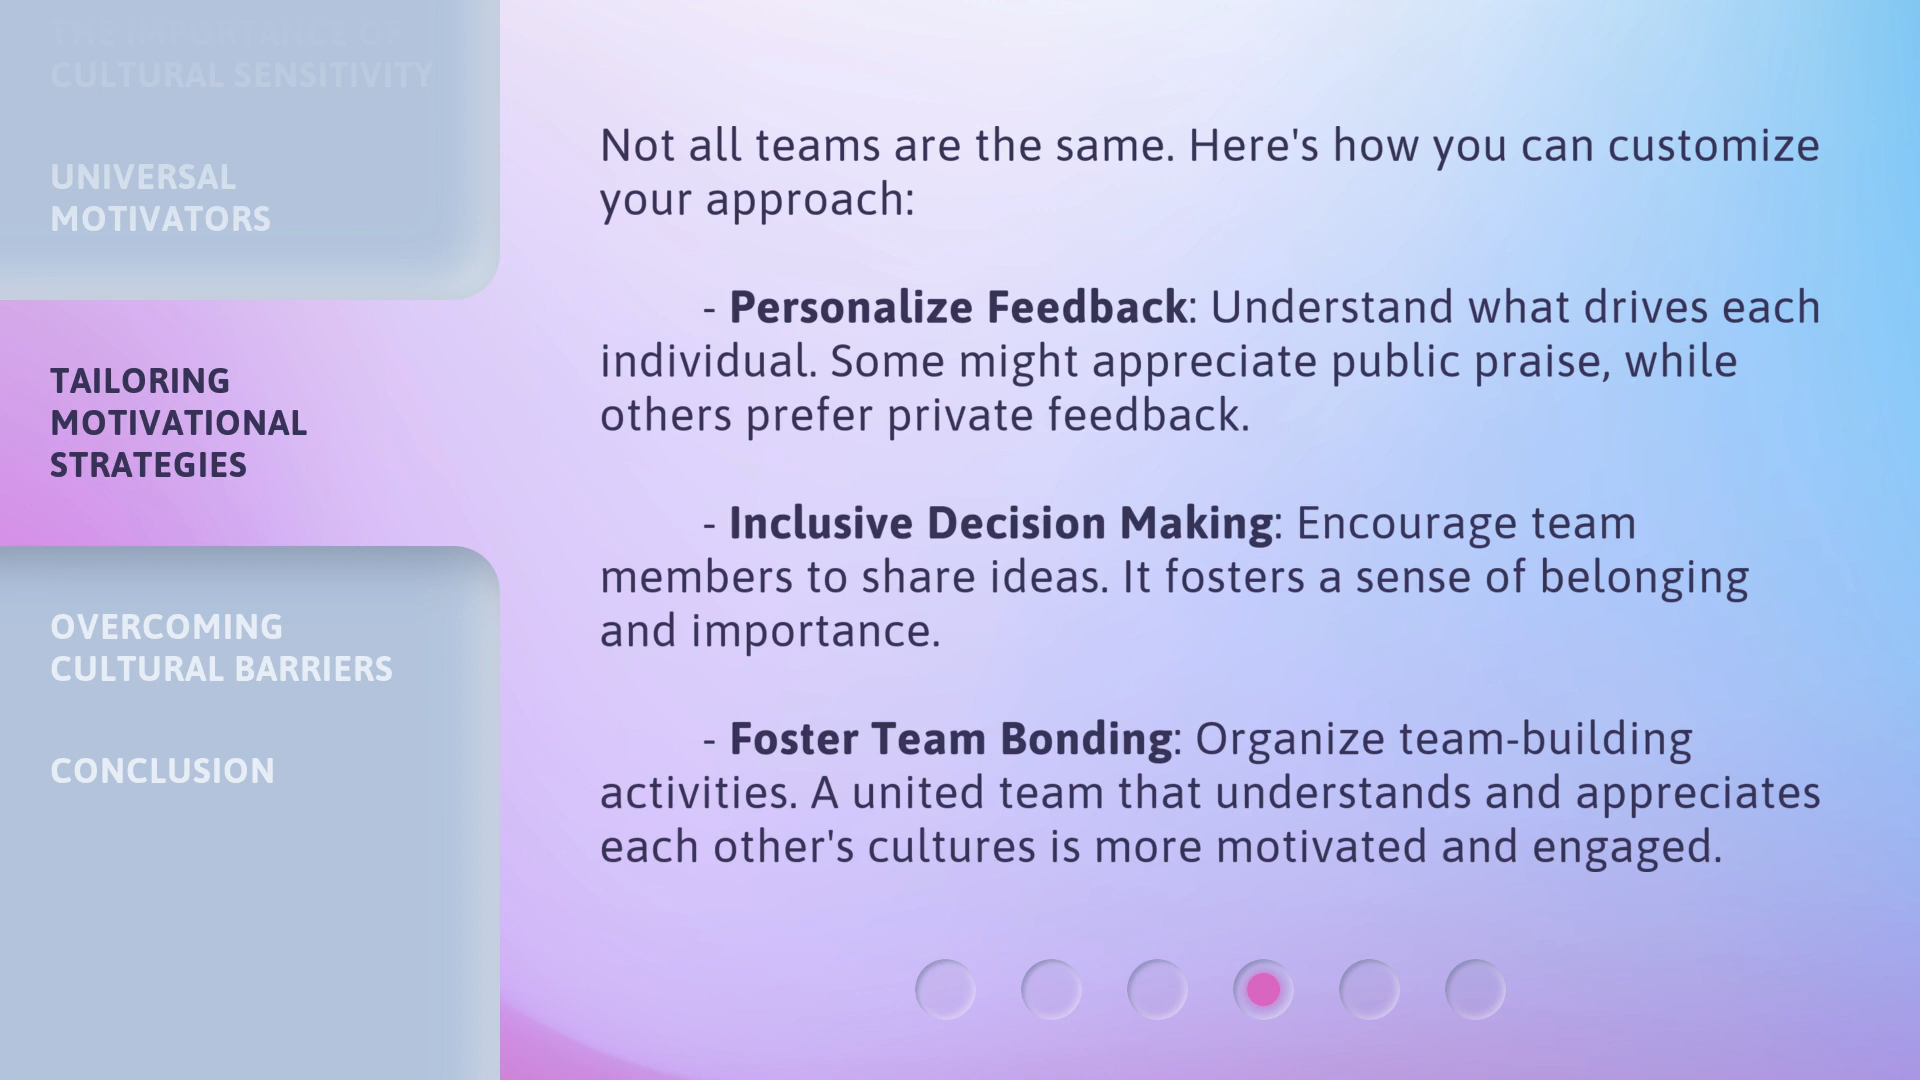 THE IMPORTANCE OF
CULTURAL SENSITIVITY
UNIVERSAL
MOTIVATORS
TAILORING
MOTIVATIONAL
STRATEGIES
OVERCOMING
CULTURAL BARRIERS
CONCLUSION
Not all teams are the same. Here's how you can customize
your approach:
- Personalize Feedback: Understand what drives each
individual. Some might appreciate public praise, while
others prefer private feedback.
- Inclusive Decision Making: Encourage team
members to share ideas. It fosters a sense of belonging
and importance.
- Foster Team Bonding: Organize team-building
activities. A united team that understands and appreciates
each other's cultures is more motivated and engaged.